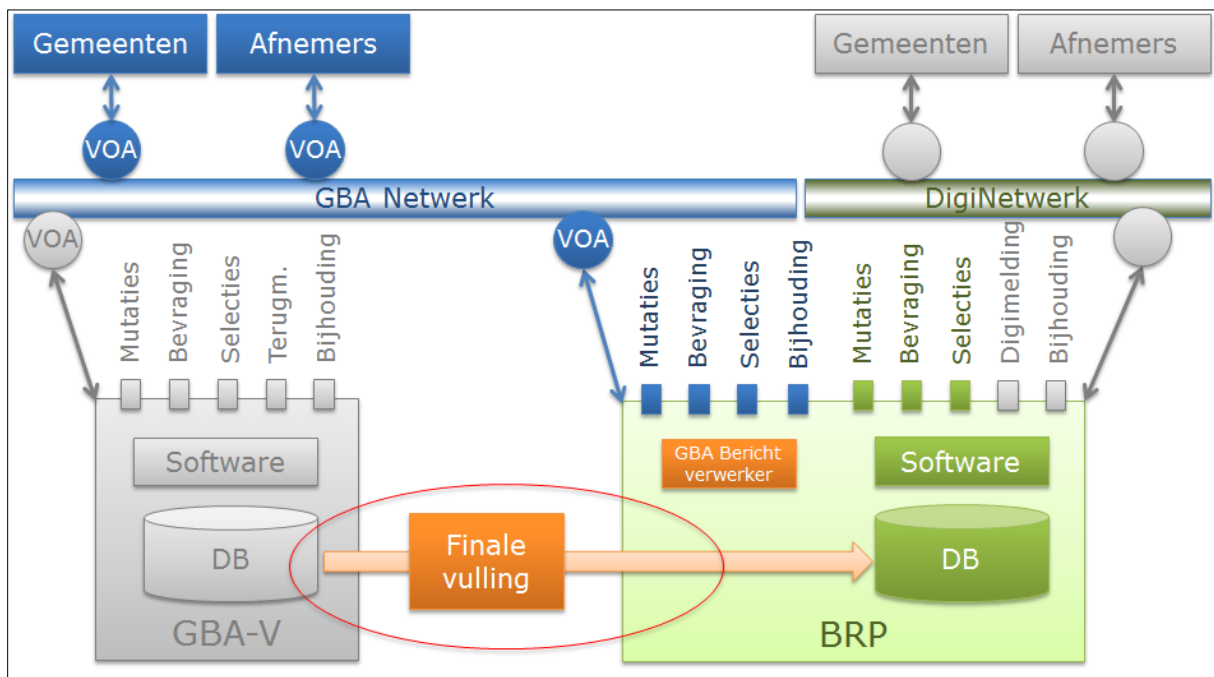 Gemeenten
Afnemers
Gemeenten
Afnemers
VOA
VOA
GBA Netwerk
DigiNetwerk
VOA
VOA
Mutaties
Bevraging
Selecties
Terugm.
Bijhouding
Mutaties
Bevraging
Selecties
Bijhouding
Mutaties
Bevraging
Selecties
Digimelding
Bijhouding
Software
GBA Bericht
verwerker
Software
DB
Finale
vulling
DB
GBA-V
BRP